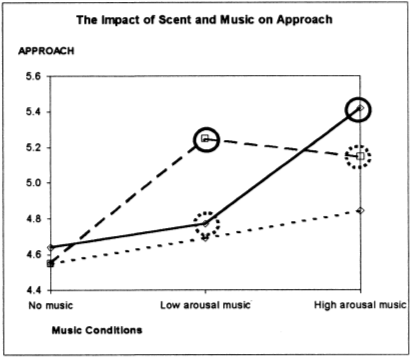 The Impact of Scent and Music on Approach
APPROACH
5.6
5.4
5.2
5.0
4.8
4.6
4.4
No music Low arousal music High arousal music
Music Conditions